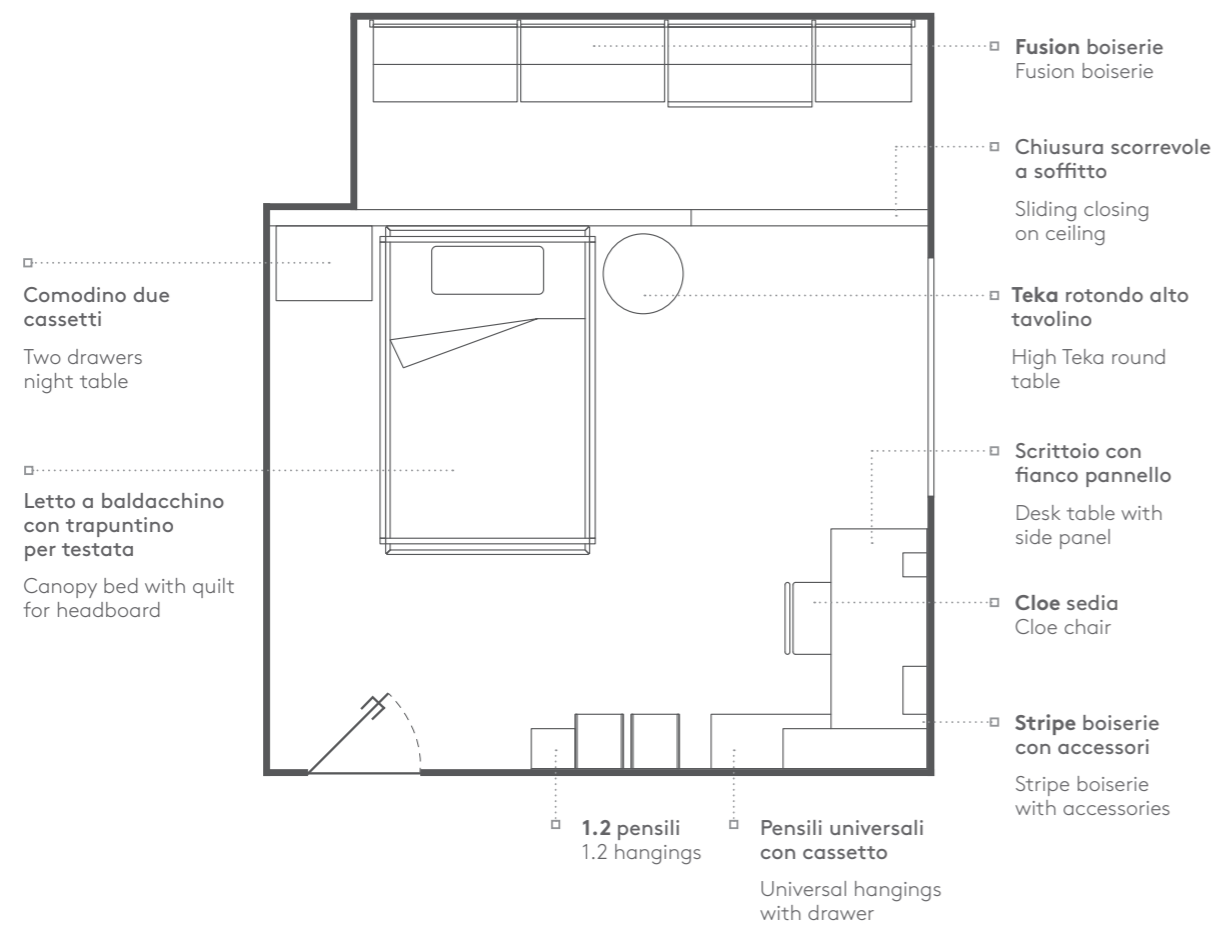 Fusion boiserie
Fusion boiserie
Chiusura scorrevole
a soffitto
Sliding closing
on ceiling
Comodino due
cassetti
Two drawers
night table
Teka rotondo alto
tavolino
High Teka round
table
Letto a baldacchino
con trapuntino
per testata
Canopy bed with quilt
for headboard
Scrittoio con
fianco pannello
Desk table with
side panel
Cloe sedia
Cloe chair
Stripe boiserie
con accessori
Stripe boiserie
with accessories
1.2 pensili
1.2 hangings
Pensili universali
con cassetto
Universal hangings
with drawer